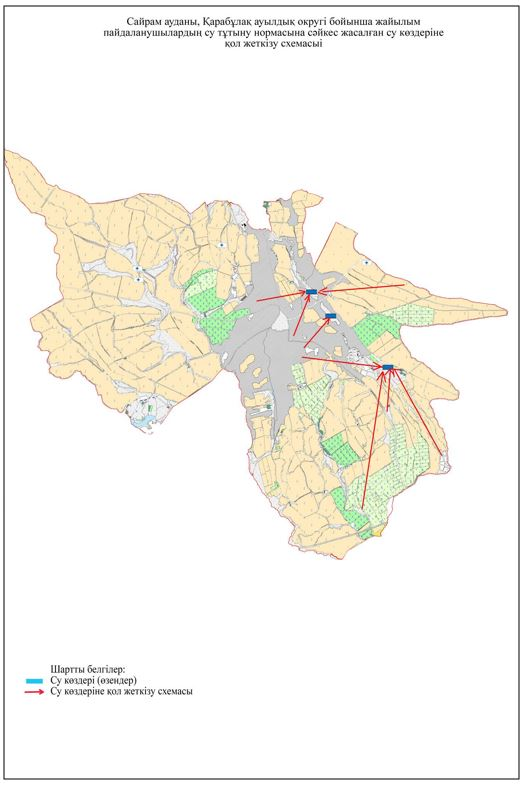 Сайрам ауданы, Қарабұлақ ауылдық округі бойынша жайылым
пайдаланушылардың су тұтыну нормасына сәйкес жасалған су көздеріне
қол жеткізу схемасыі
Шартты белгілер:
Су көздері (өзендер)
Су көздеріне қол жеткізу схемасы